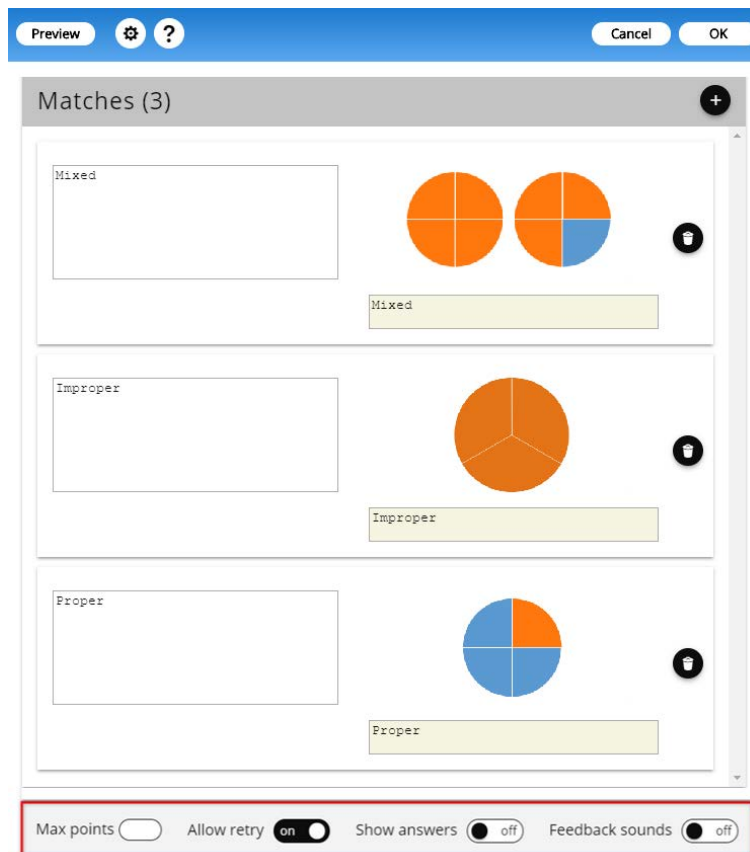 Preview ? Cancel OK
Matches (3) +
Mixed
Mixed
Improper
Improper
Proper
Proper
Max points Allow retry on Show answers off Feedback sounds off